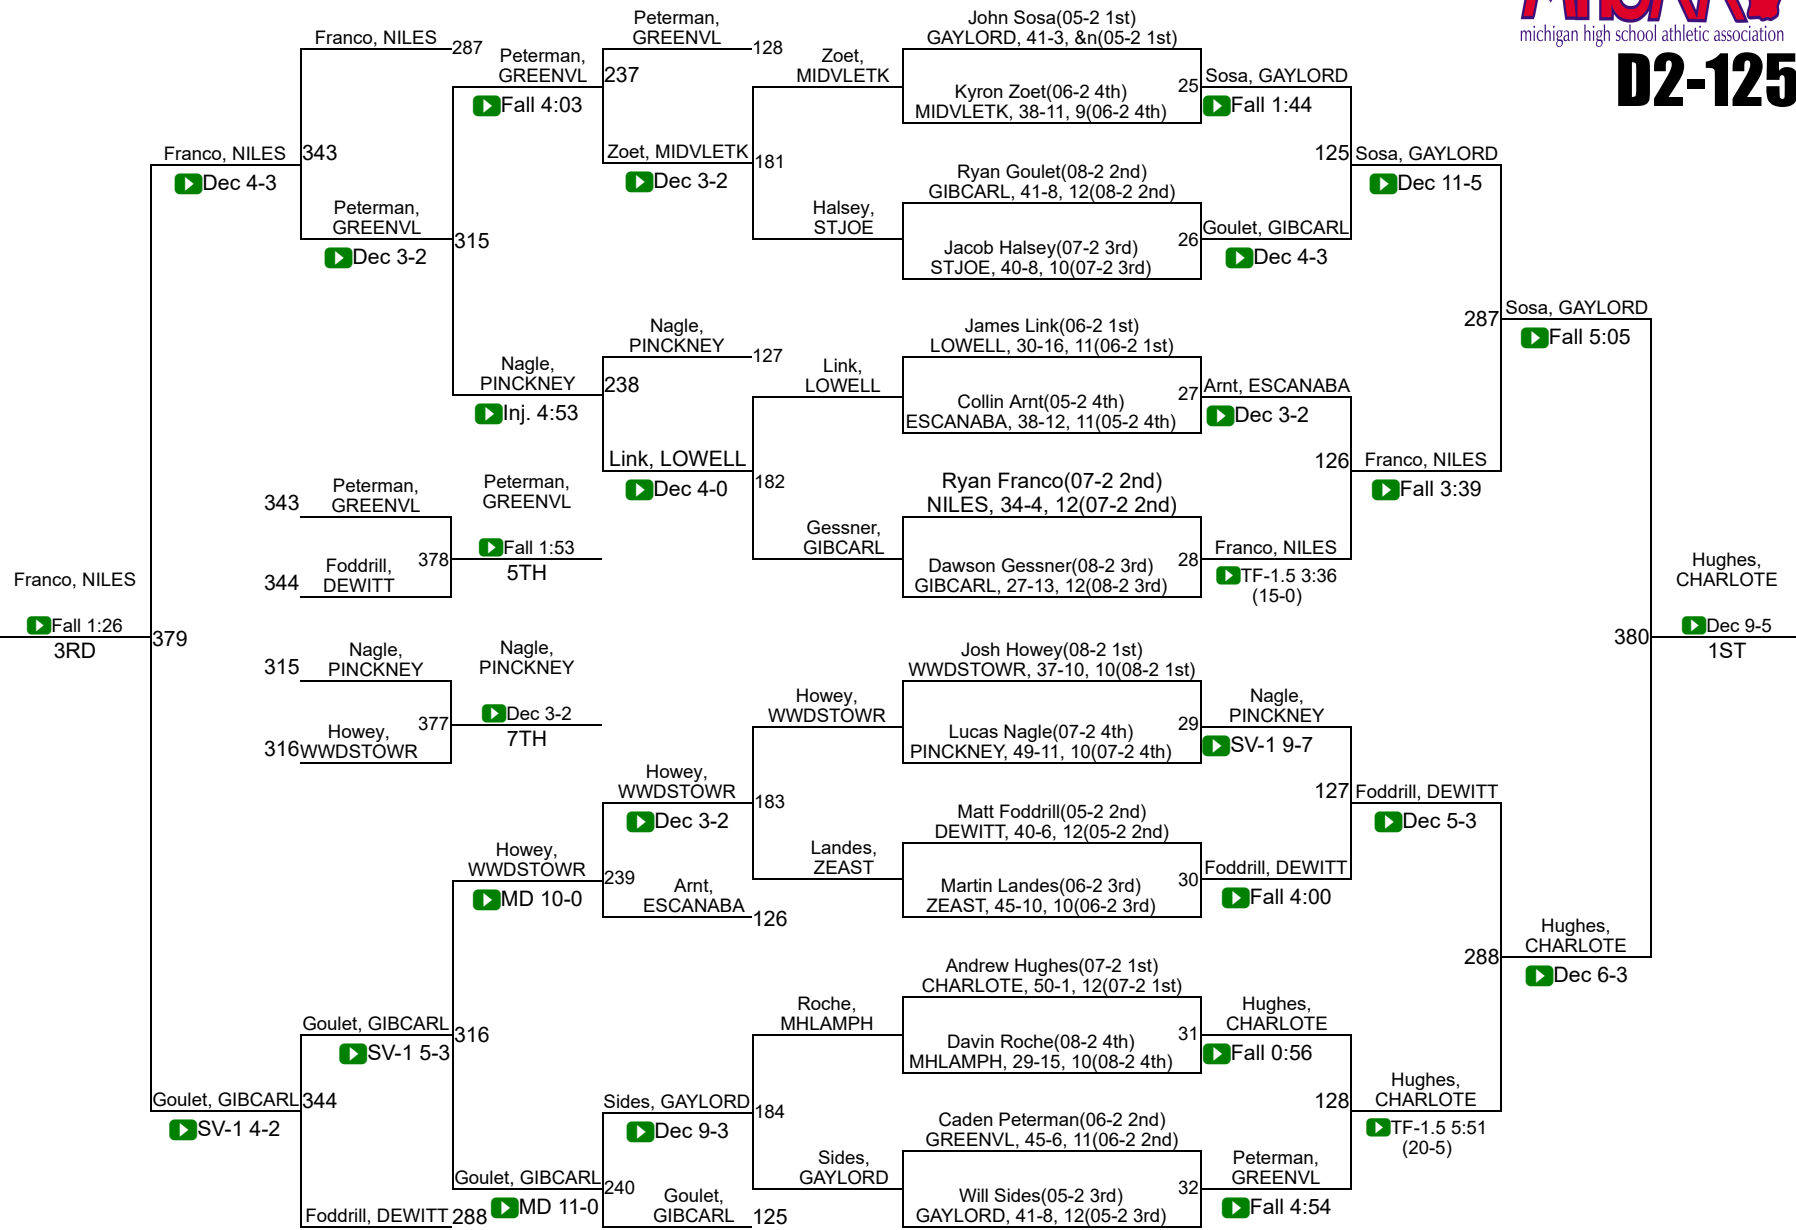 MHSAA
michigan high school athletic association
D2-125
John Sosa(05-2 1st)
GAYLORD, 41-3, &n(05-2 1st)
Kyron Zoet(06-2 4th)
MIDVLETK, 38-11, 9(06-2 4th)
25
Sosa, GAYLORD
Fall 1:44
Ryan Goulet(08-2 2nd)
GIBCARL, 41-8, 12(08-2 2nd)
Jacob Halsey(07-2 3rd)
STJOE, 40-8, 10(07-2 3rd)
26
Goulet, GIBCARL
Dec 4-3
James Link(06-2 1st)
LOWELL, 30-16, 11(06-2 1st)
Collin Arnt(05-2 4th)
ESCANABA, 38-12, 11(05-2 4th)
27
Arnt, ESCANABA
Dec 3-2
Ryan Franco(07-2 2nd)
NILES, 34-4, 12(07-2 2nd)
Dawson Gessner(08-2 3rd)
GIBCARL, 27-13, 12(08-2 3rd)
28
Franco, NILES
TF-1.5 3:36
(15-0)
Josh Howey(08-2 1st)
WWDSTOWR, 37-10, 10(08-2 1st)
Lucas Nagle(07-2 4th)
PINCKNEY, 49-11, 10(07-2 4th)
29
Nagle,
PINCKNEY
SV-1 9-7
Matt Foddrill(05-2 2nd)
DEWITT, 40-6, 12(05-2 2nd)
Martin Landes(06-2 3rd)
ZEAST, 45-10, 10(06-2 3rd)
30
Foddrill, DEWITT
Fall 4:00
Andrew Hughes(07-2 1st)
CHARLOTE, 50-1, 12(07-2 1st)
Davin Roche(08-2 4th)
MHLAMPH, 29-15, 10(08-2 4th)
31
Hughes,
CHARLOTE
Fall 0:56
Caden Peterman(06-2 2nd)
GREENVL, 45-6, 11(06-2 2nd)
Will Sides(05-2 3rd)
GAYLORD, 41-8, 12(05-2 3rd)
32
Peterman,
GREENVL
Fall 4:54
125
Sosa, GAYLORD
Dec 11-5
126
Franco, NILES
Fall 3:39
127
Foddrill, DEWITT
Dec 5-3
128
Hughes,
CHARLOTE
TF-1.5 5:51
(20-5)
287
Sosa, GAYLORD
Fall 5:05
288
Hughes,
CHARLOTE
Dec 6-3
380
Hughes,
CHARLOTE
Dec 9-5
1ST
Zoet,
MIDVLETK
Halsey,
STJOE
181
Zoet, MIDVLETK
Dec 3-2
Peterman,
GREENVL
128
237
Peterman,
GREENVL
Fall 4:03
Link,
LOWELL
Gessner,
GIBCARL
182
Link, LOWELL
Dec 4-0
Nagle,
PINCKNEY
127
238
Nagle,
PINCKNEY
Inj. 4:53
Howey,
WWDSTOWR
Landes,
ZEAST
183
Howey,
WWDSTOWR
Dec 3-2
Arnt,
ESCANABA
126
239
Howey,
WWDSTOWR
MD 10-0
Roche,
MHLAMPH
Sides,
GAYLORD
184
Sides, GAYLORD
Dec 9-3
Goulet,
GIBCARL
125
240
Goulet, GIBCARL
MD 11-0
315
Peterman,
GREENVL
Dec 3-2
Franco, NILES
287
343
Franco, NILES
Dec 4-3
316
Goulet, GIBCARL
SV-1 5-3
Foddrill, DEWITT
288
344
Goulet, GIBCARL
SV-1 4-2
379
Franco, NILES
Fall 1:26
3RD
343
Peterman,
GREENVL
344
Foddrill,
DEWITT
378
Peterman,
GREENVL
Fall 1:53
5TH
315
Nagle,
PINCKNEY
316
Howey,
WWDSTOWR
377
Nagle,
PINCKNEY
Dec 3-2
7TH